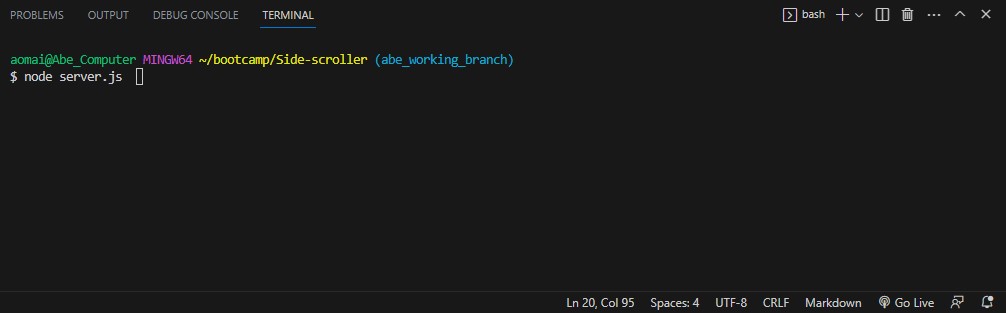 PROBLEMS OUTPUT DEBUG CONSOLE TERMINAL bash
aomai@Abe_Computer MINGW64 ~/bootcamp/Side-scroller (abe_working_branch)
$ node server.js
Ln 20, Col 95 Spaces: 4 UTF-8 CRLF Markdown Go Live